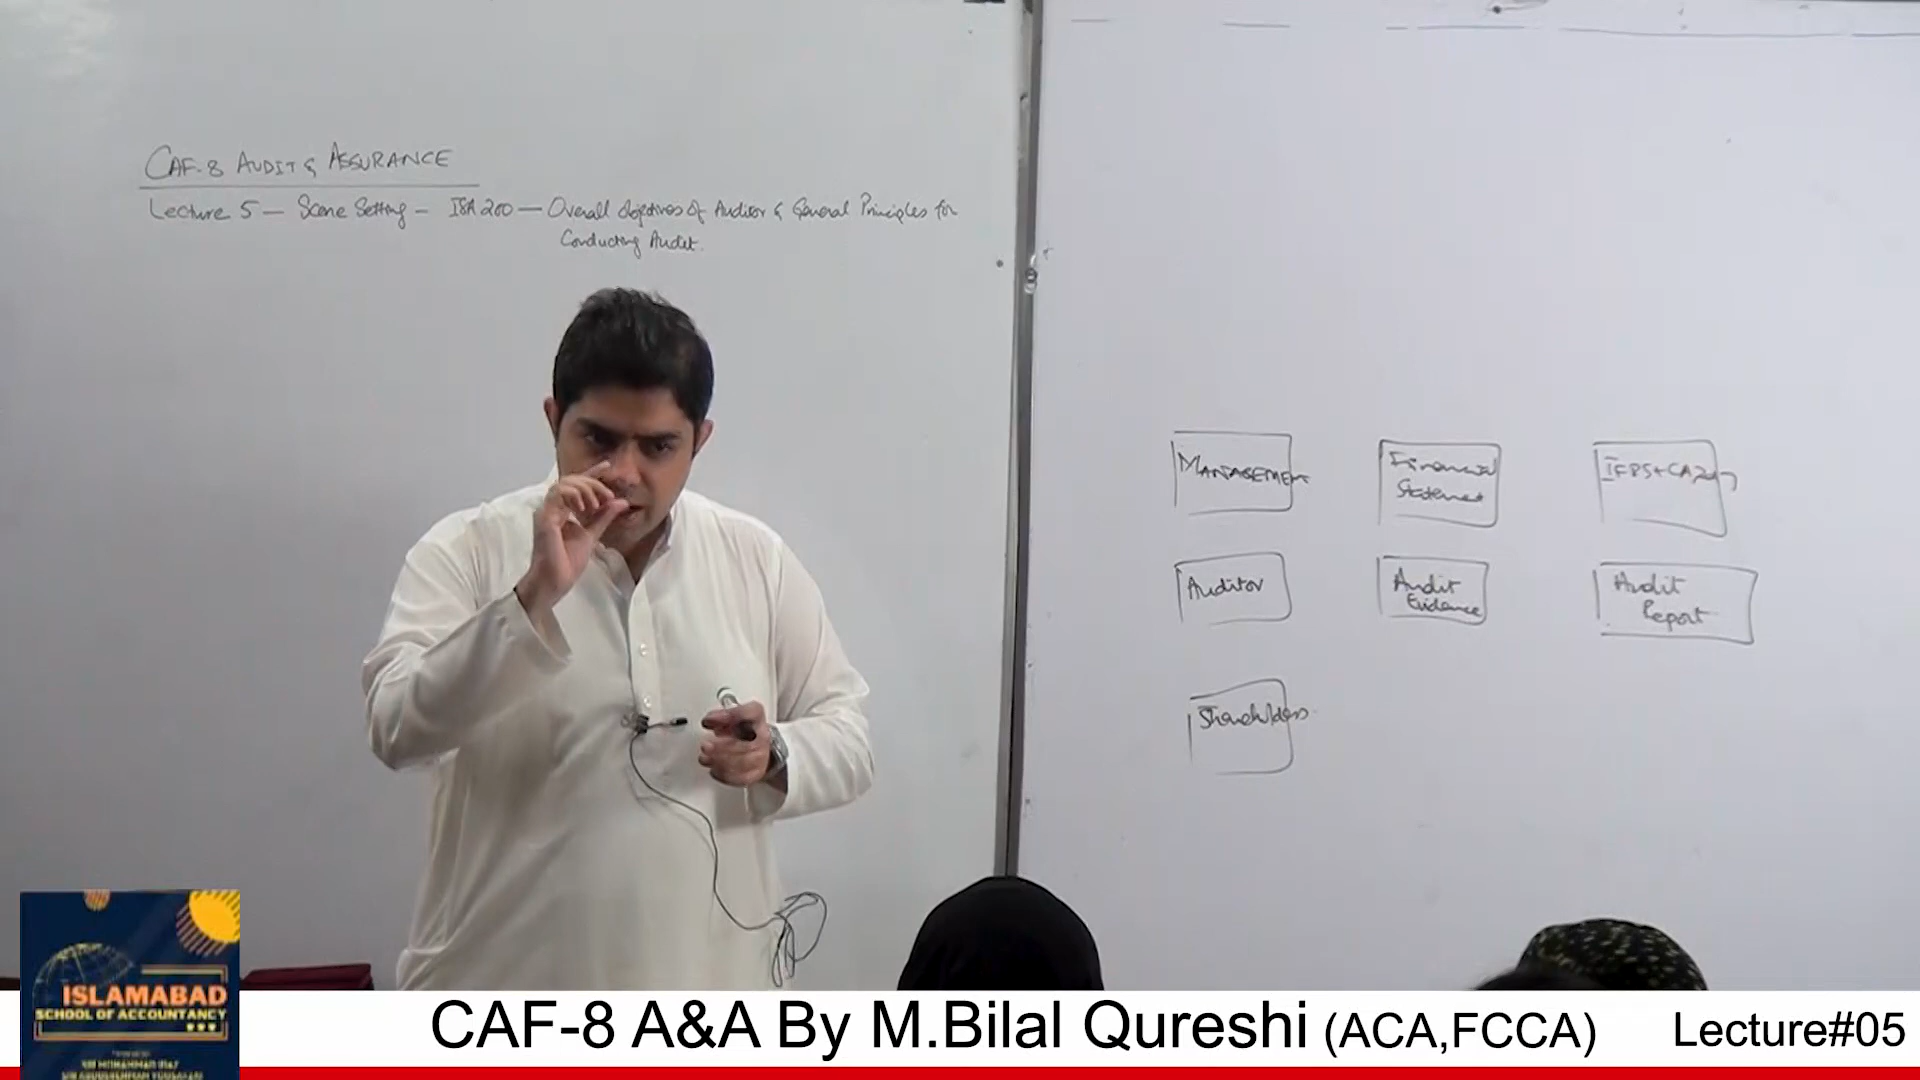 CAF-8 AUDIT & ASSURANCE
Lecture 5 — Scene Setting — ISA 200 — Overall Objectives of Auditor & General Principles for
Conducting Audit.
MANAGEMENT
Financial
Statement
Auditor
Audit
Evidence
Audit
Report
Shareholders
ISLAMABAD
SCHOOL OF ACCOUNTANCY
CAF-8 A&A By M.Bilal Qureshi (ACA,FCCA)
Lecture#05